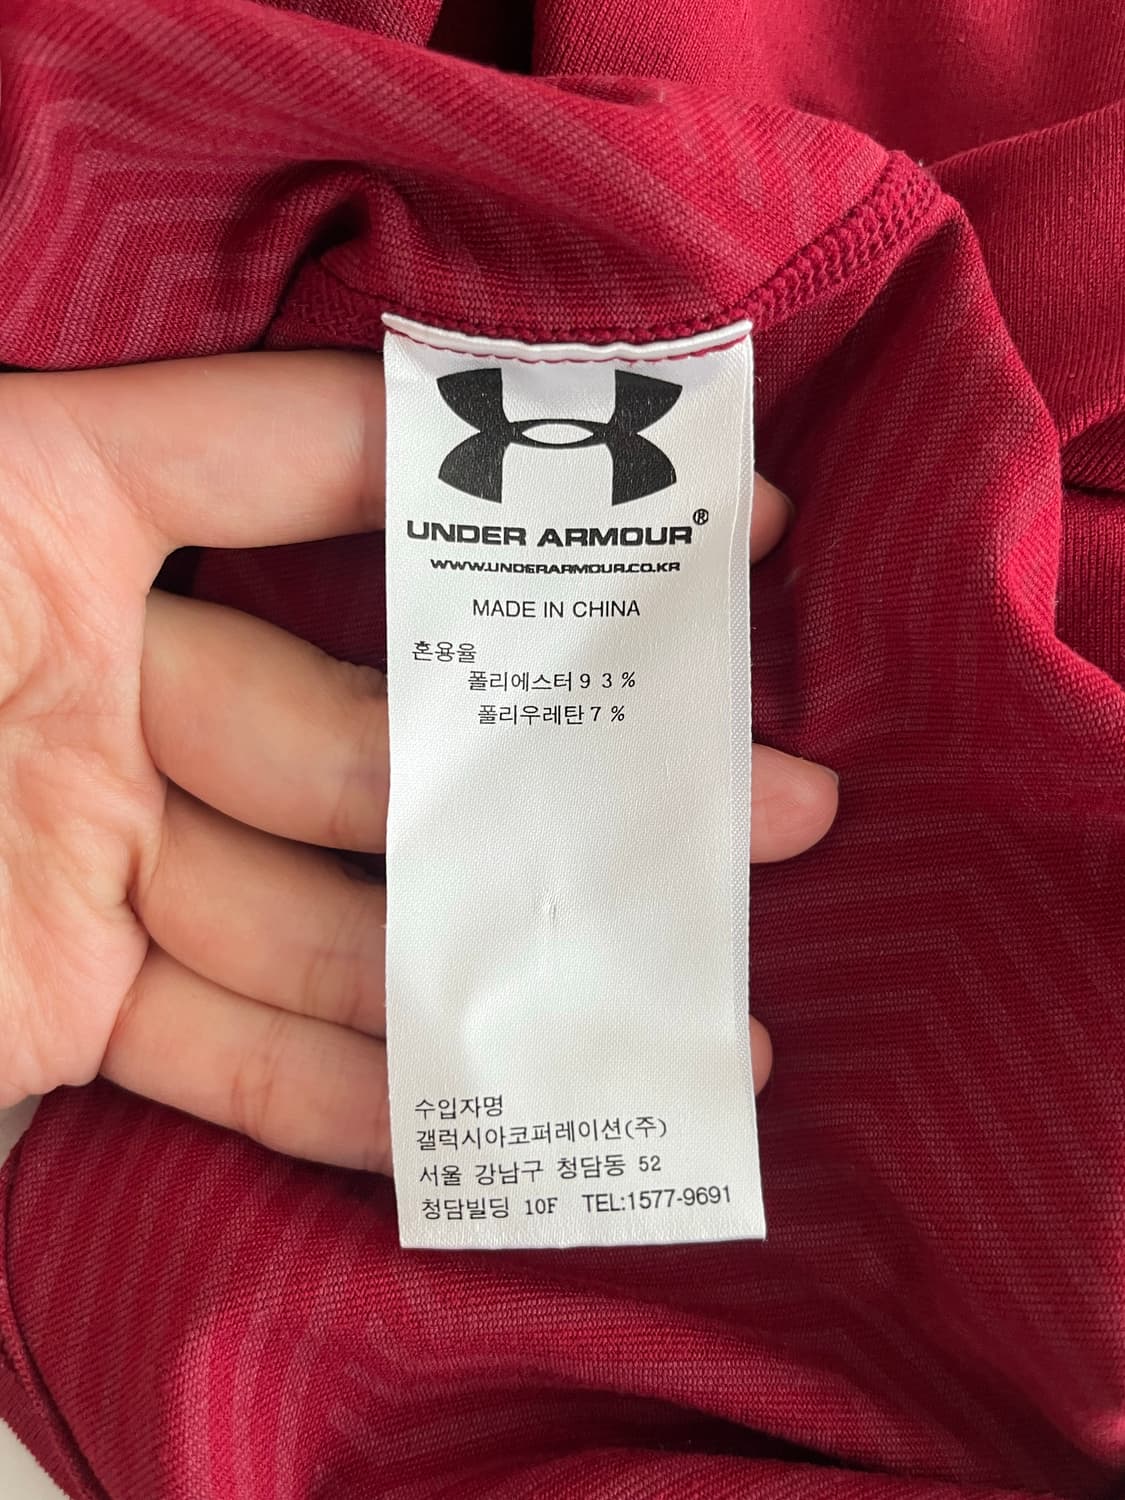 UNDER ARMOUR®
WWW.UNDERARMOUR.CO.KR
MADE IN CHINA
혼용율
폴리에스터 9 3 %
폴리우레탄 7 %
수입자명
갤럭시아코퍼레이션(주)
서울 강남구 청담동 52
청담빌딩 10F TEL:1577-9691